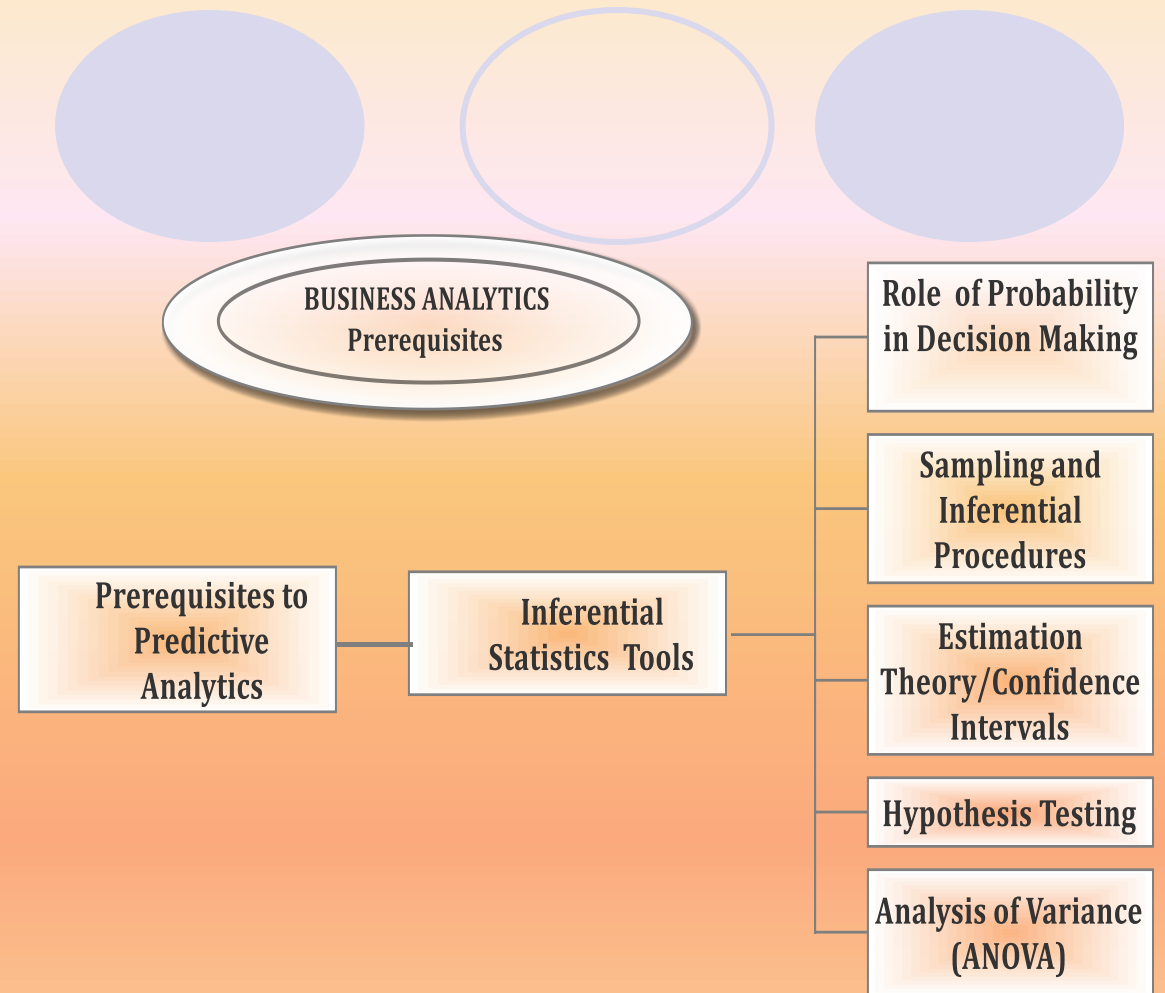 BUSINESS ANALYTICS
Prerequisites
Role of Probability
in Decision Making
Sampling and
Inferential
Procedures
Prerequisites to
Predictive
Analytics
Inferential
Statistics Tools
Estimation
Theory/Confidence
Intervals
Hypothesis Testing
Analysis of Variance
(ANOVA)